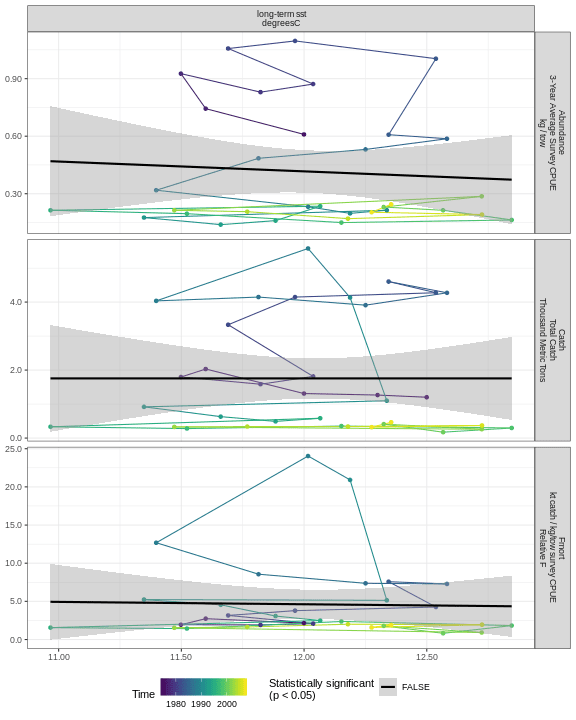 long-term sst
degreesC
0.90
0.60
0.30
Abundance
3-Year Average Survey CPUE
kg / tow
4.0
2.0
0.0
Catch
Total Catch
Thousand Metric Tons
25.0
20.0
15.0
10.0
5.0
0.0
Fmort
kt catch / kg/tow survey CPUE
Relative F
11.00 11.50 12.00 12.50
Time
1980 1990 2000
Statistically significant
(p < 0.05)
FALSE